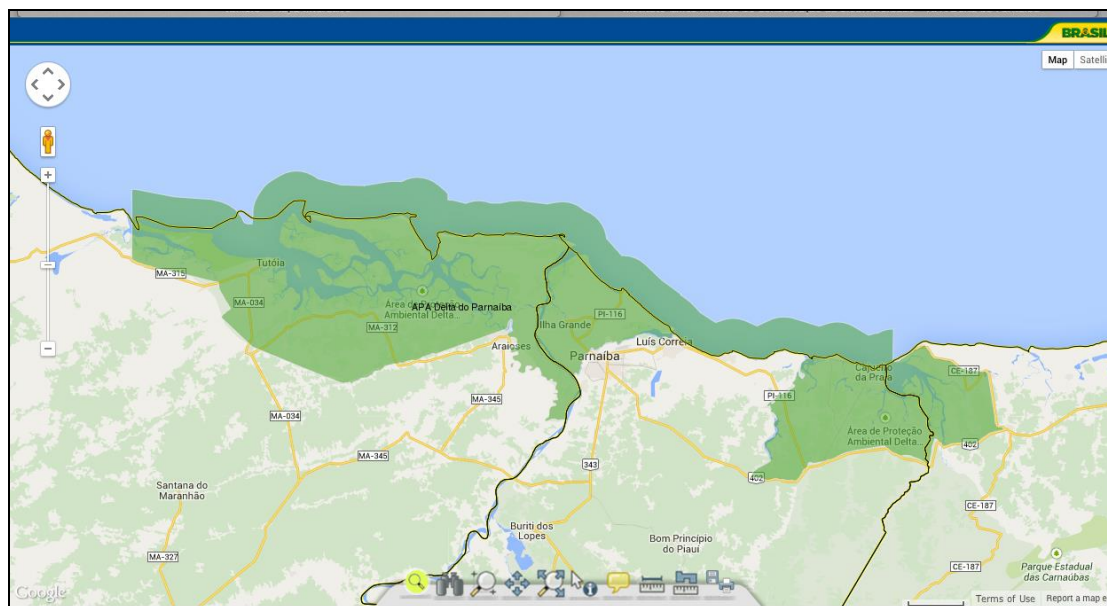 BRASIL
Map
Satelli
MA-315
Tutóia
MA-034
Área de Proteção
Ambiental Delta...
APA Delta do Parnaíba
MA-312
Ilha Grande
PI-116
Araioses
Parnaíba
Luís Correia
Cajueiro
da Praia
CE-187
PI-116
Área de Proteção
Ambiental Delta...
MA-345
MA-034
402
MA-345
343
402
Santana do
Maranhão
CE-187
Buriti dos
Lopes
Bom Princípio
do Piauí
MA-327
CE-187
Parque Estadual
das Carnaúbas
Google
Terms of Use
Report a map e